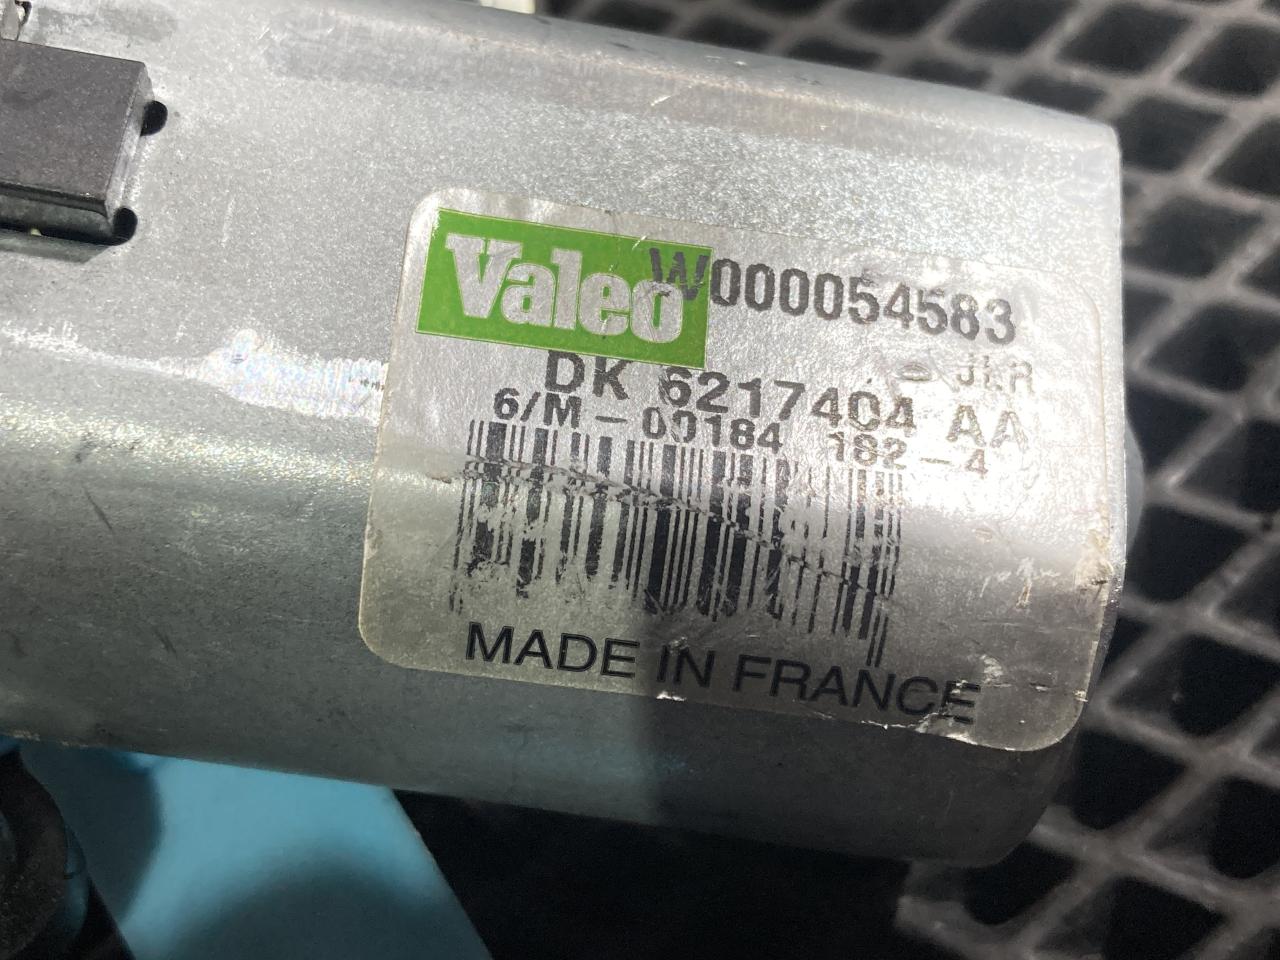 Valeo
W000054583
DK 6217404 AA
6/M-00184 182-4
MADE IN FRANCE